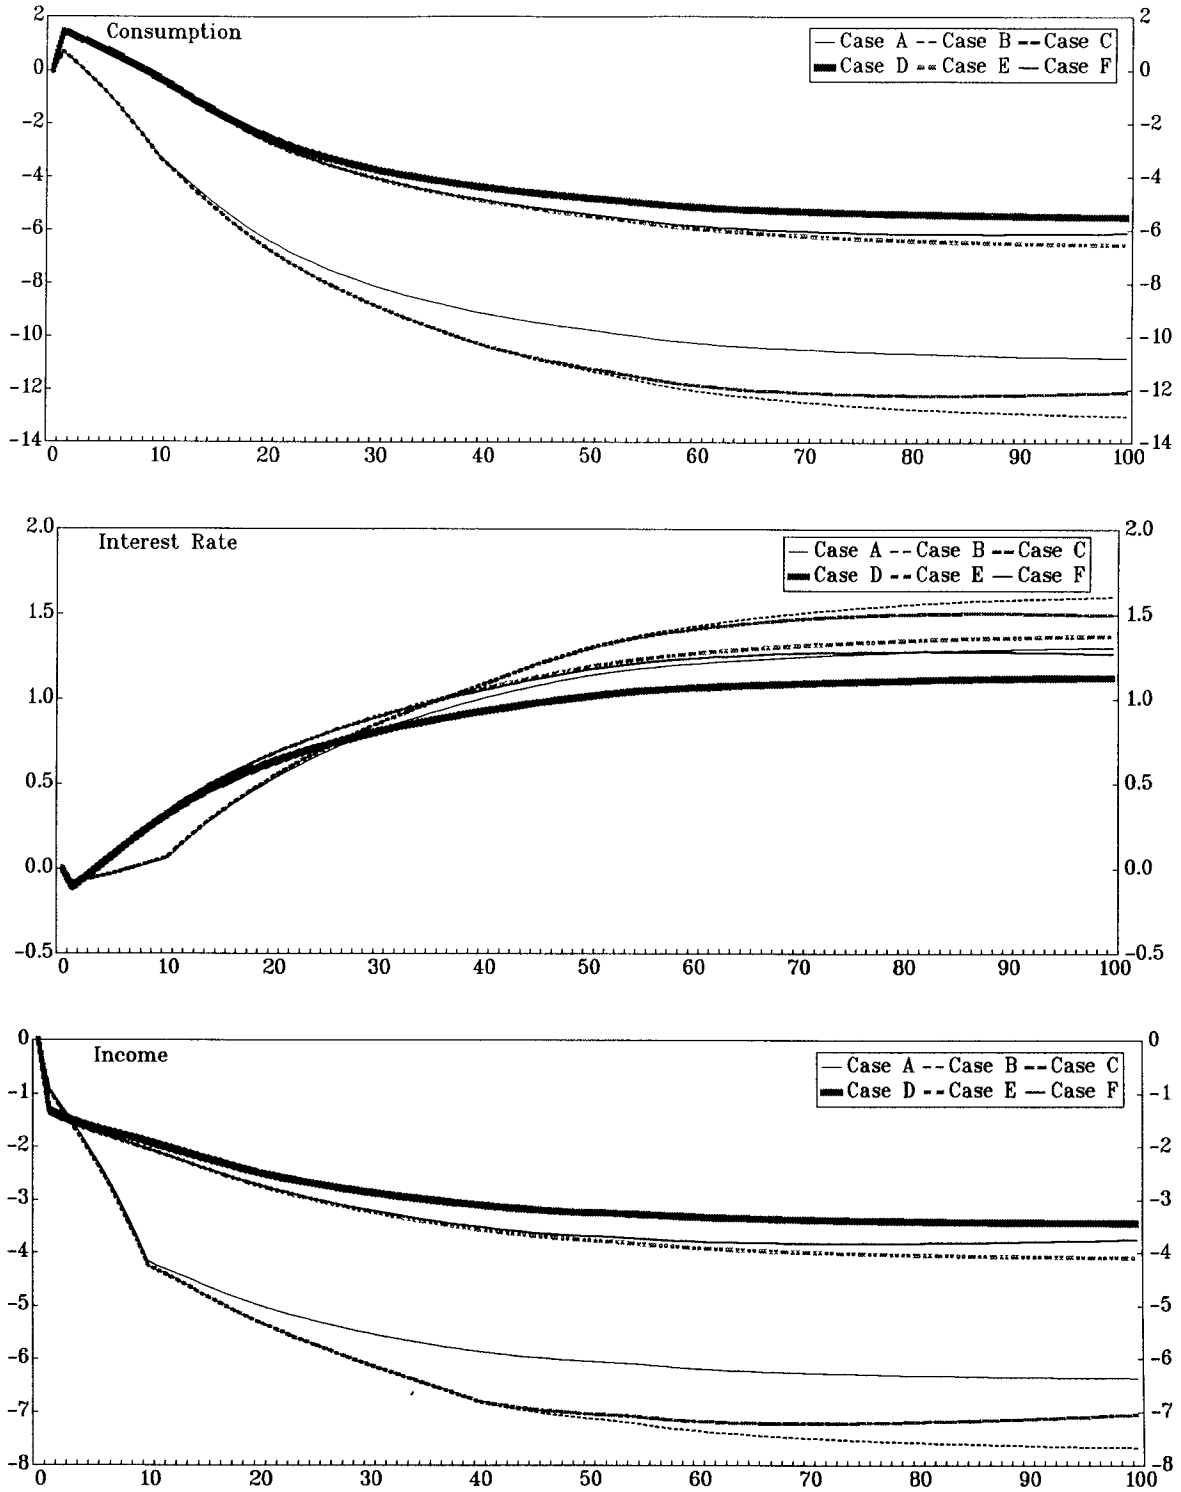 2 2
Consumption
Case A Case B Case C
Case D Case E Case F
0 0
-2 -2
-4 -4
-6 -6
-8 -8
-10 -10
-12 -12
-14 -14
0 10 20 30 40 50 60 70 80 90 100
2.0 2.0
Interest Rate
Case A Case B Case C
Case D Case E Case F
1.5 1.5
1.0 1.0
0.5 0.5
0.0 0.0
-0.5 -0.5
0 10 20 30 40 50 60 70 80 90 100
0 0
Income
Case A Case B Case C
Case D Case E Case F
-1 -1
-2 -2
-3 -3
-4 -4
-5 -5
-6 -6
-7 -7
-8 -8
0 10 20 30 40 50 60 70 80 90 100